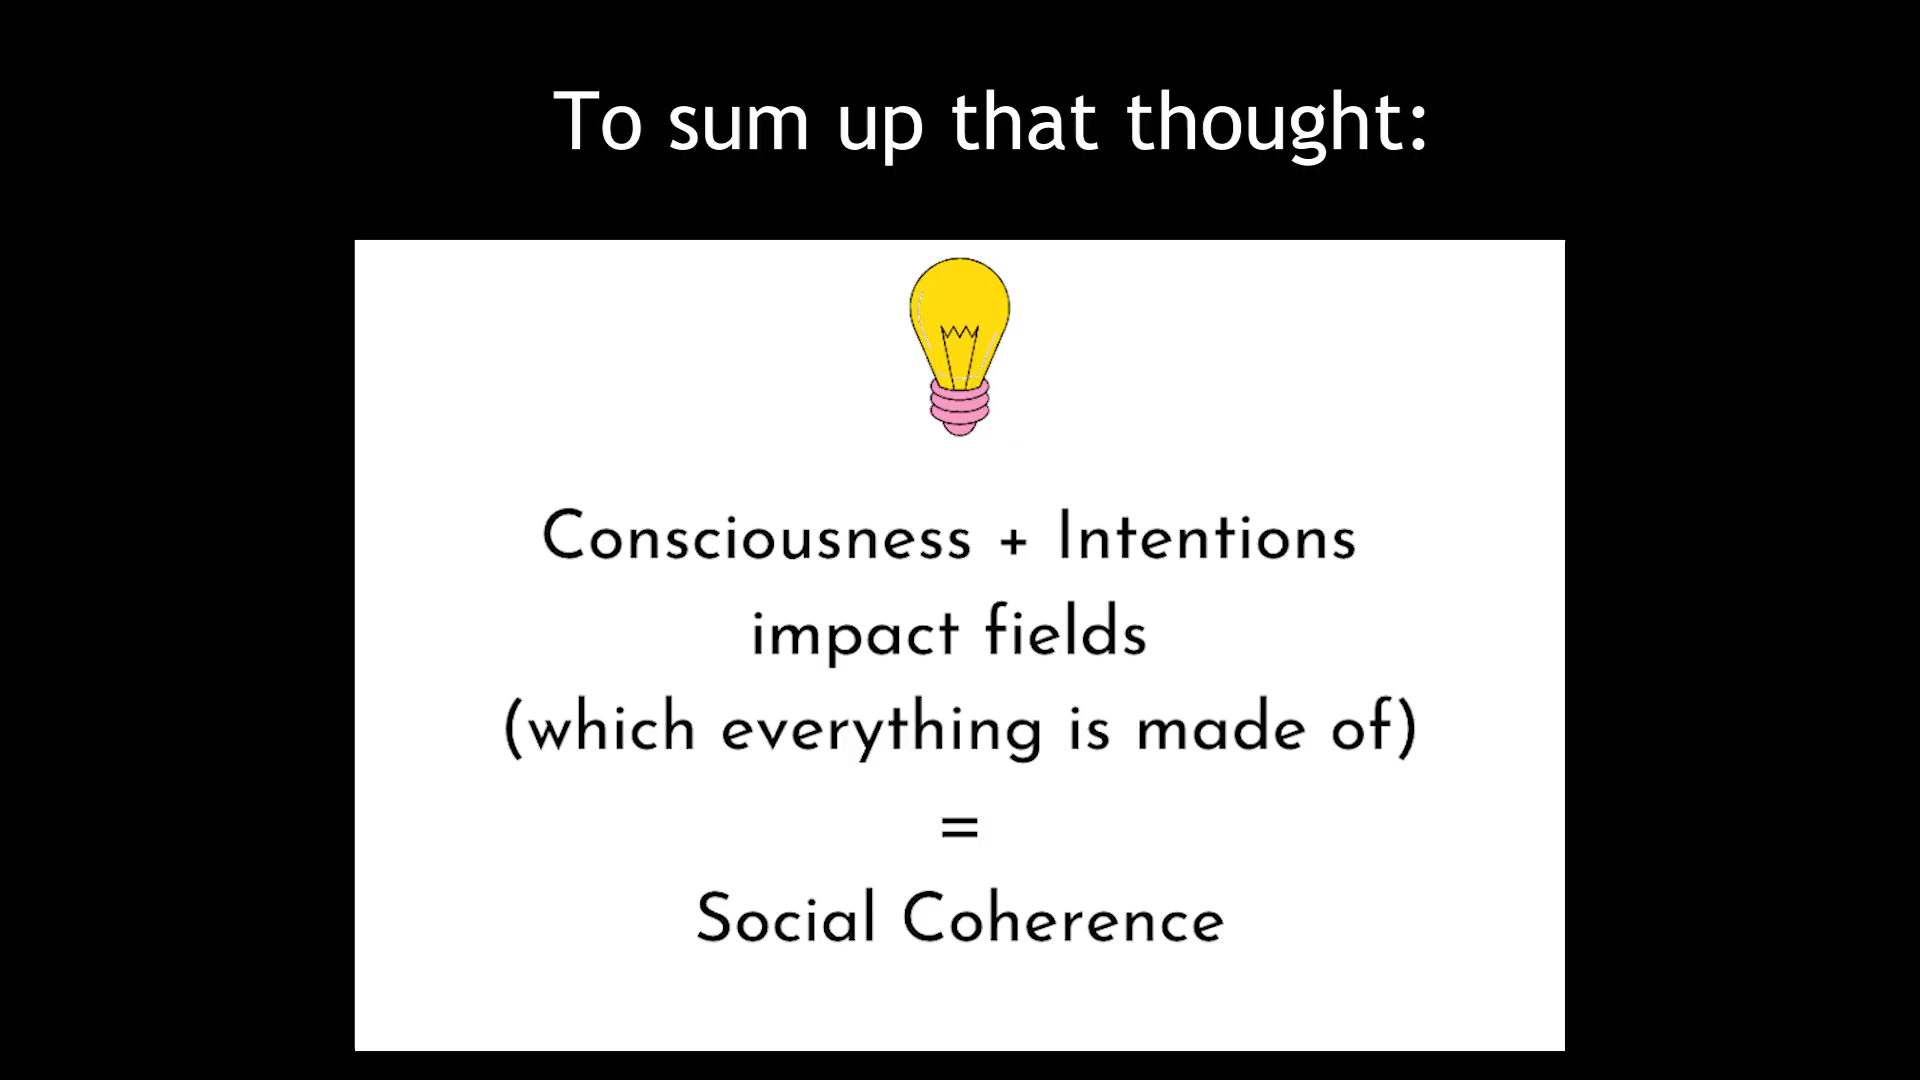 To sum up that thought:
Consciousness + Intentions
impact fields
(which everything is made of)
=
Social Coherence